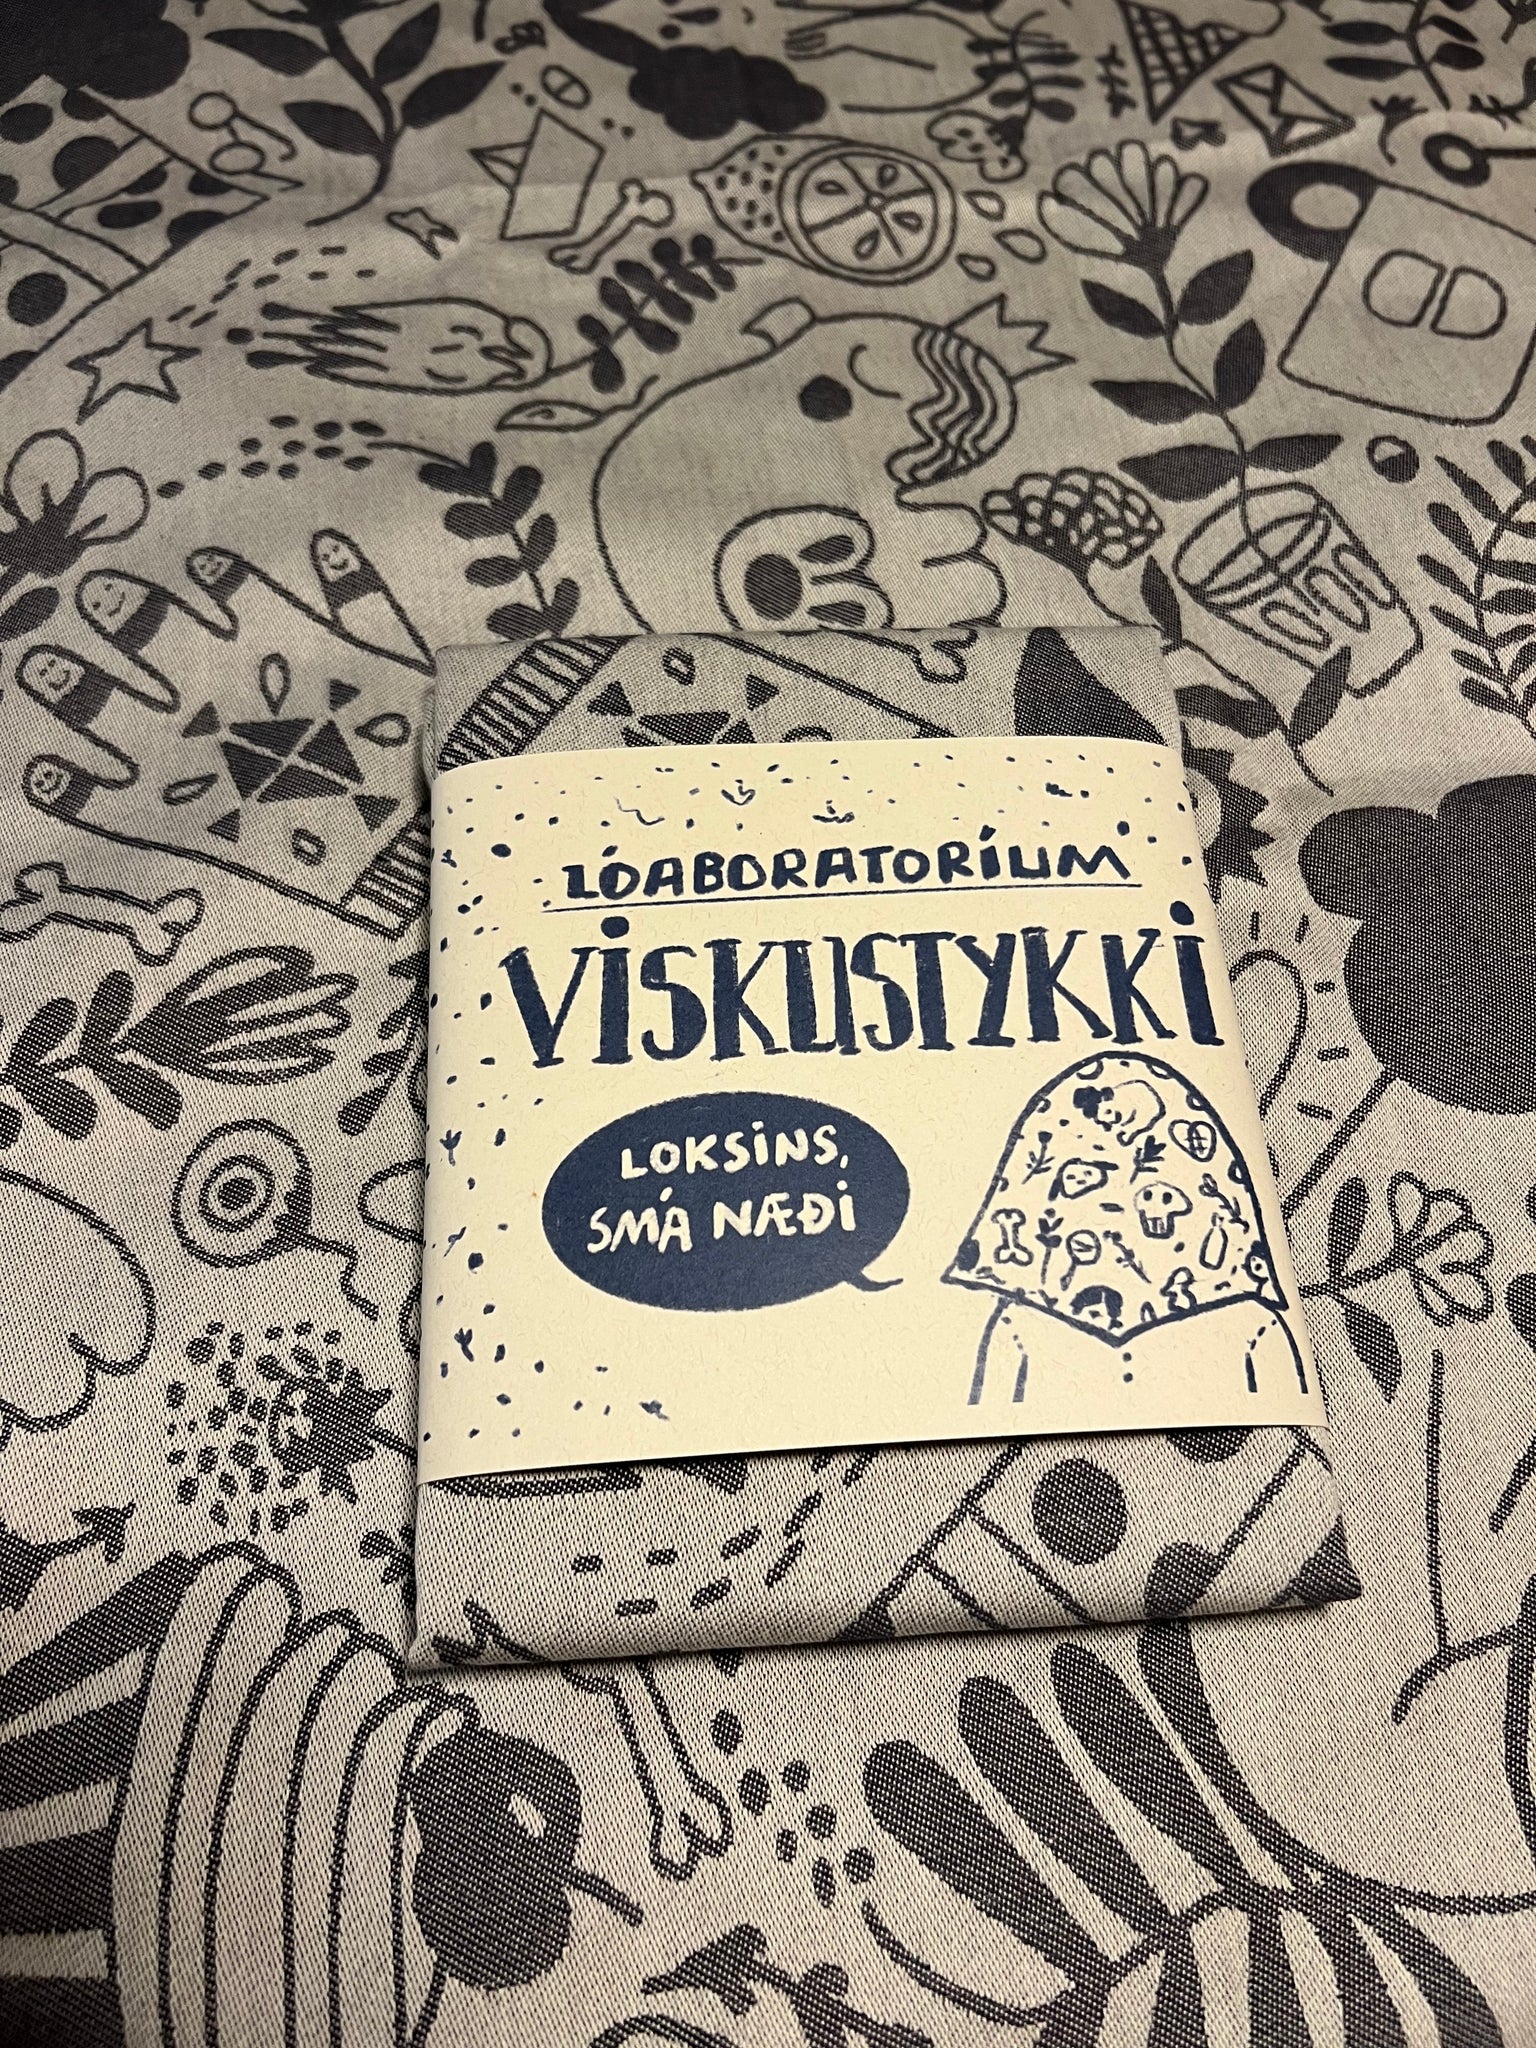 LÓABORATORÍUM
VISKUSTYKKI
LOKSINS,
SMÁ NÆÐI